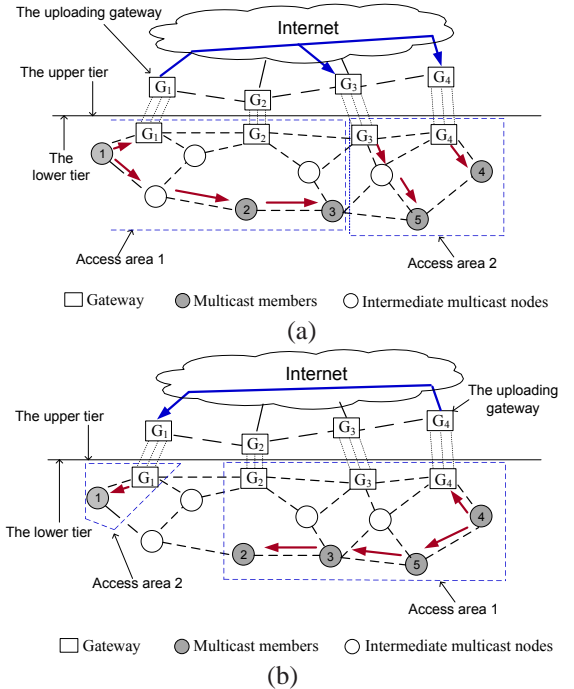 The uploading gateway
Internet
The upper tier
G1
G2
G3
G4
The
lower tier
G1
G2
G3
G4
1
2
3
4
5
Access area 1
Access area 2
Gateway
Multicast members
Intermediate multicast nodes
(a)
Internet
The uploading
gateway
The upper tier
G1
G2
G3
G4
G1
G2
G3
G4
1
2
3
4
5
The lower tier
Access area 2
Access area 1
Gateway
Multicast members
Intermediate multicast nodes
(b)